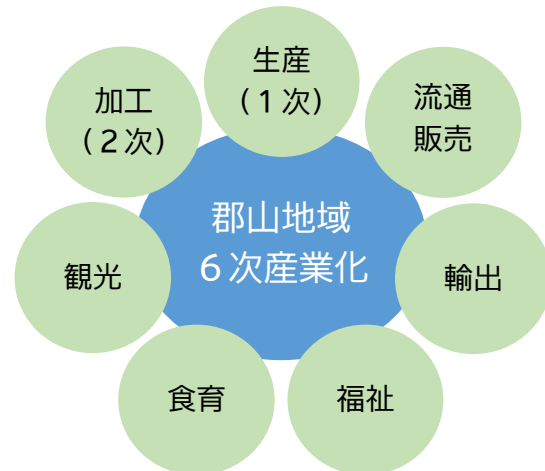 生産
（１次）
加工
（２次）
流通
販売
郡山地域
６次産業化
観光
輸出
食育
福祉